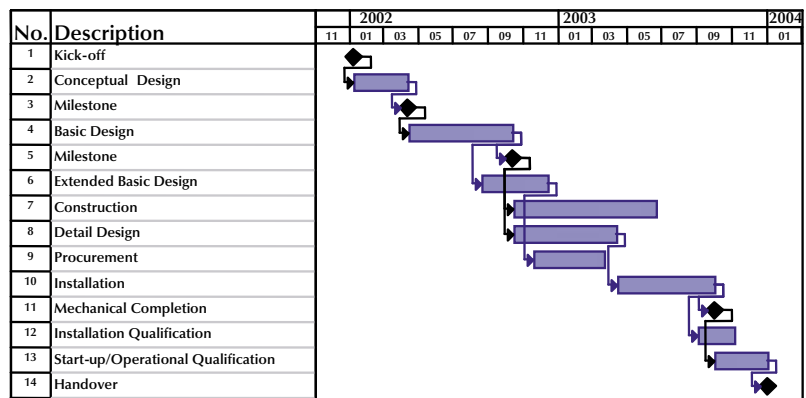 2002 2003 2004
No. Description 11 01 03 05 07 09 11 01 03 05 07 09 11 01
1 Kick-off
2 Conceptual Design
3 Milestone
4 Basic Design
5 Milestone
6 Extended Basic Design
7 Construction
8 Detail Design
9 Procurement
10 Installation
11 Mechanical Completion
12 Installation Qualification
13 Start-up/Operational Qualification
14 Handover